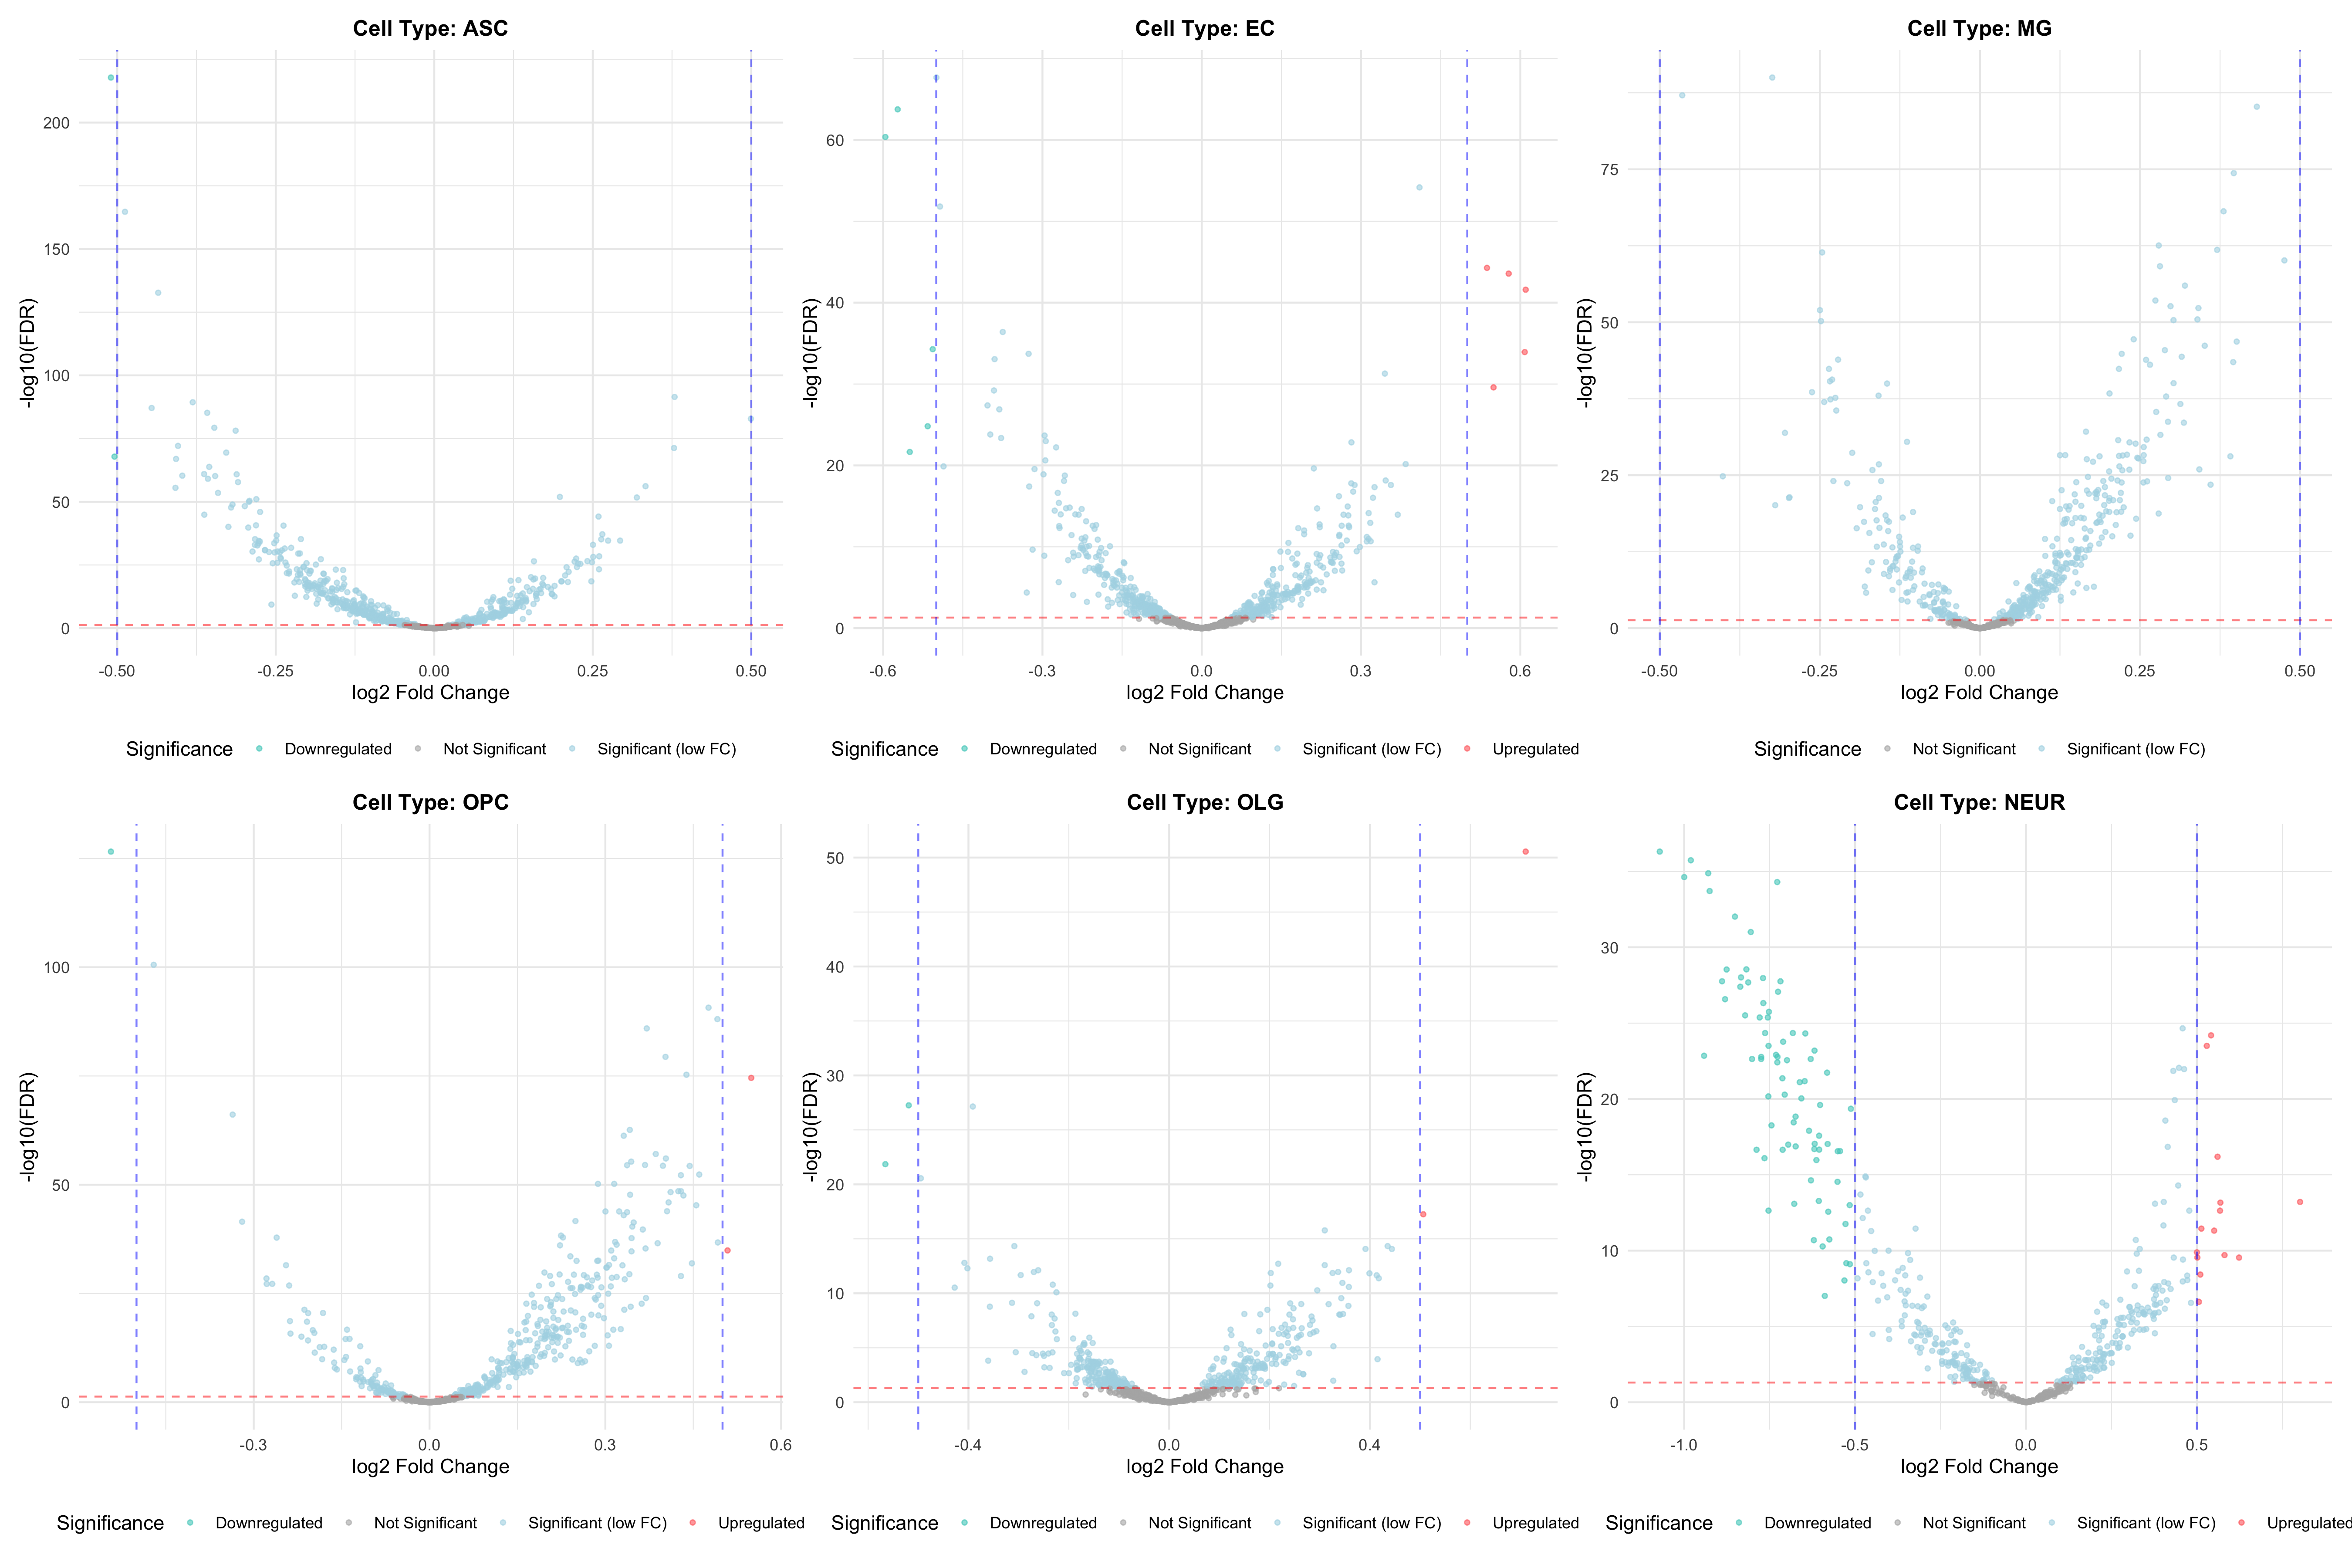 Cell Type: ASC
-log10(FDR)
200
150
100
50
0
-0.50 -0.25 0.00 0.25 0.50
log2 Fold Change
Significance Downregulated Not Significant Significant (low FC)
Cell Type: EC
-log10(FDR)
60
40
20
0
-0.6 -0.3 0.0 0.3 0.6
log2 Fold Change
Significance Downregulated Not Significant Significant (low FC) Upregulated
Cell Type: MG
-log10(FDR)
75
50
25
0
-0.50 -0.25 0.00 0.25 0.50
log2 Fold Change
Significance Not Significant Significant (low FC)
Cell Type: OPC
-log10(FDR)
100
50
0
-0.3 0.0 0.3 0.6
log2 Fold Change
Significance Downregulated Not Significant Significant (low FC) Upregulated
Cell Type: OLG
-log10(FDR)
50
40
30
20
10
0
-0.4 0.0 0.4
log2 Fold Change
Significance Downregulated Not Significant Significant (low FC) Upregulated
Cell Type: NEUR
-log10(FDR)
30
20
10
0
-1.0 -0.5 0.0 0.5
log2 Fold Change
Significance Downregulated Not Significant Significant (low FC) Upregulated